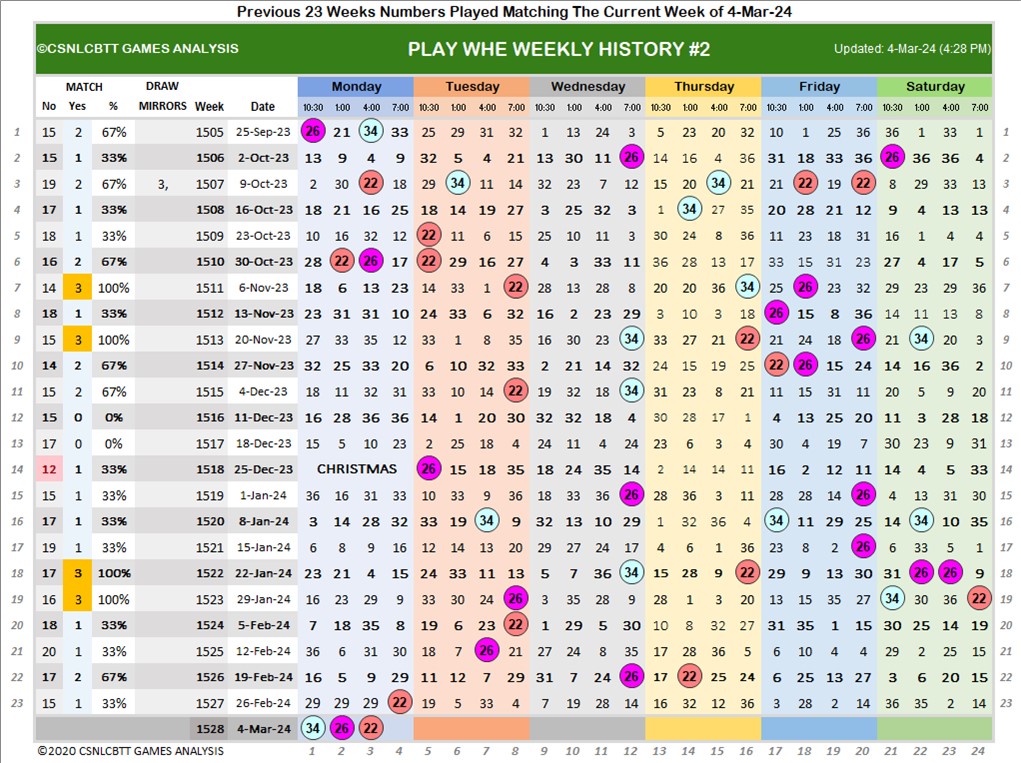 Previous 23 Weeks Numbers Played Matching The Current Week of 4-Mar-24
©CSNLCBTT GAMES ANALYSIS PLAY WHE WEEKLY HISTORY #2 Updated: 4-Mar-24 (4:28 PM)
MATCH DRAW Monday Tuesday Wednesday Thursday Friday Saturday
No Yes % MIRRORS Week Date 10:30 1:00 4:00 7:00 10:30 1:00 4:00 7:00 10:30 1:00 4:00 7:00 10:30 1:00 4:00 7:00 10:30 1:00 4:00 7:00 10:30 1:00 4:00 7:00
1 15 2 67% 1505 25-Sep-23 26 21 34 33 25 29 31 32 1 13 24 3 5 23 20 32 10 1 25 36 36 1 33 1 1
2 15 1 33% 1506 2-Oct-23 13 9 4 9 32 5 4 21 13 30 11 26 14 16 4 36 31 18 33 36 26 36 36 4 2
3 19 2 67% 3, 1507 9-Oct-23 2 30 22 18 29 34 11 14 32 23 7 12 15 20 34 21 21 22 19 22 8 29 33 13 3
4 17 1 33% 1508 16-Oct-23 18 21 16 25 18 14 19 27 3 25 32 3 1 34 27 35 20 28 21 12 9 4 13 13 4
5 18 1 33% 1509 23-Oct-23 10 16 32 12 22 11 6 15 25 10 11 3 30 24 8 36 11 23 18 31 16 1 4 4 5
6 16 2 67% 1510 30-Oct-23 28 22 26 17 22 29 16 27 4 3 33 11 36 28 13 17 33 15 31 23 27 4 17 5 6
7 14 3 100% 1511 6-Nov-23 18 6 13 23 14 33 1 22 28 13 28 8 20 20 36 34 25 26 23 32 29 23 29 36 7
8 18 1 33% 1512 13-Nov-23 23 31 31 10 24 33 6 32 16 2 23 29 3 10 3 18 26 15 8 36 14 11 13 8 8
9 15 3 100% 1513 20-Nov-23 27 33 35 12 33 1 8 35 16 30 23 34 33 27 21 22 21 24 18 26 21 34 20 3 9
10 14 2 67% 1514 27-Nov-23 32 25 33 20 6 10 32 33 21 14 32 24 15 19 25 22 26 15 24 14 16 36 2 10
11 15 2 67% 1515 4-Dec-23 18 11 32 31 33 10 14 22 19 32 18 34 31 23 8 21 11 15 31 11 20 5 9 20 11
12 15 0 0% 1516 11-Dec-23 16 28 36 36 14 1 20 30 32 32 18 4 30 28 17 1 4 13 25 20 11 3 28 18 12
13 17 0 0% 1517 18-Dec-23 15 5 10 23 2 25 18 4 24 11 4 24 23 6 3 4 30 4 19 7 30 23 9 31 13
14 12 1 33% 1518 25-Dec-23 CHRISTMAS 26 15 18 35 18 24 35 14 2 14 14 11 16 2 12 11 14 4 5 33 14
15 15 1 33% 1519 1-Jan-24 36 16 31 33 10 33 9 36 18 33 36 26 28 36 3 11 28 28 14 26 4 13 31 30 15
16 17 1 33% 1520 8-Jan-24 3 14 28 32 33 19 34 9 32 13 10 29 1 32 36 4 34 11 29 25 14 22 10 35 16
17 19 1 33% 1521 15-Jan-24 6 8 9 16 12 14 13 20 29 27 24 17 4 6 1 36 23 8 2 26 6 33 5 1 17
18 17 3 100% 1522 22-Jan-24 23 21 4 15 24 33 11 13 5 7 36 34 15 28 9 22 29 9 13 30 31 26 26 9 18
19 16 3 100% 1523 29-Jan-24 16 23 29 9 33 30 24 26 3 35 28 9 28 1 3 20 13 15 35 27 34 30 36 22 19
20 18 1 33% 1524 5-Feb-24 7 18 35 8 19 6 23 22 1 29 5 30 10 8 32 27 31 35 1 15 30 25 14 19 20
21 20 1 33% 1525 12-Feb-24 36 6 31 30 18 7 26 21 27 24 8 35 17 28 36 5 6 10 4 4 29 2 25 15 21
22 17 2 67% 1526 19-Feb-24 16 5 9 29 11 12 7 29 31 7 24 26 17 22 25 24 6 25 13 27 3 6 20 15 22
23 15 1 33% 1527 26-Feb-24 29 29 29 22 19 5 33 4 7 19 28 14 16 32 12 36 3 28 2 14 36 35 2 14 23
1528 4-Mar-24 34 26 22
©2020 CSNLCBTT GAMES ANALYSIS 1 2 3 4 5 6 7 8 9 10 11 12 13 14 15 16 17 18 19 20 21 22 23 24